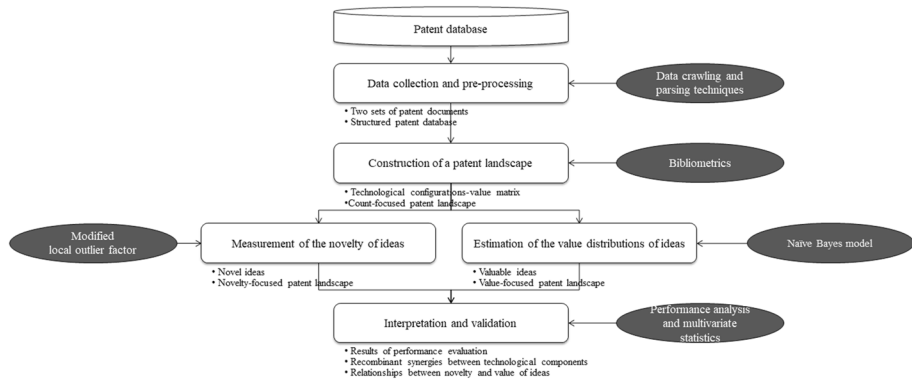 Patent database
Data collection and pre-processing
Data crawling and
parsing techniques
• Two sets of patent documents
• Structured patent database
Construction of a patent landscape
Bibliometrics
• Technological configurations-value matrix
•Count-focused patent landscape
Modified
local outlier factor
Measurement of the novelty of ideas
Estimation of the value distributions of ideas
Naïve Bayes model
• Novel ideas
• Novelty-focused patent landscape
• Valuable ideas
• Value-focused patent landscape
Interpretation and validation
Performance analysis
and multivariate
statistics
• Results of performance evaluation
• Recombinant synergies between technological components
• Relationships between novelty and value of ideas